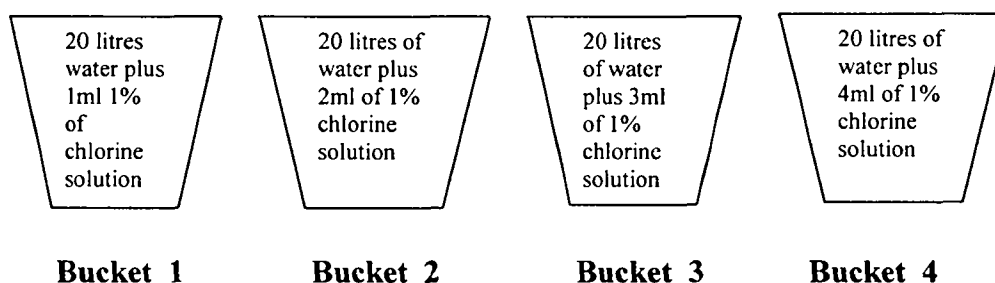 20 litres
water plus
1ml 1%
of
chlorine
solution
20 litres of
water plus
2ml of 1%
chlorine
solution
20 litres
of water
plus 3ml
of 1%
chlorine
solution
20 litres of
water plus
4ml of 1%
chlorine
solution
Bucket 1
Bucket 2
Bucket 3
Bucket 4